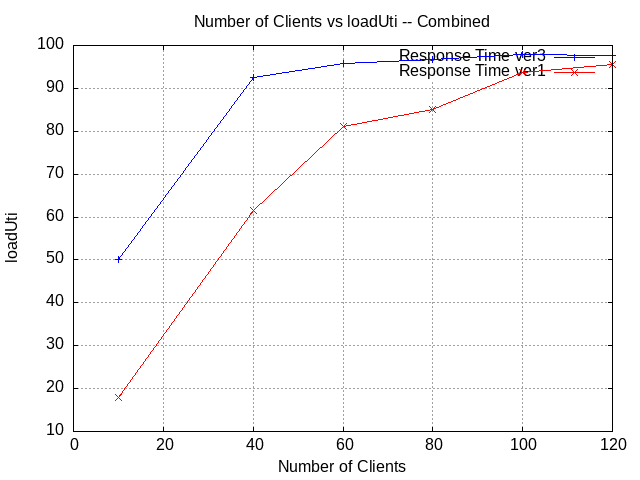 Number of Clients vs loadUti -- Combined
100
Response Time ver3
Response Time ver1
90
80
70
60
50
40
30
20
10
loadUti
0 20 40 60 80 100 120
Number of Clients